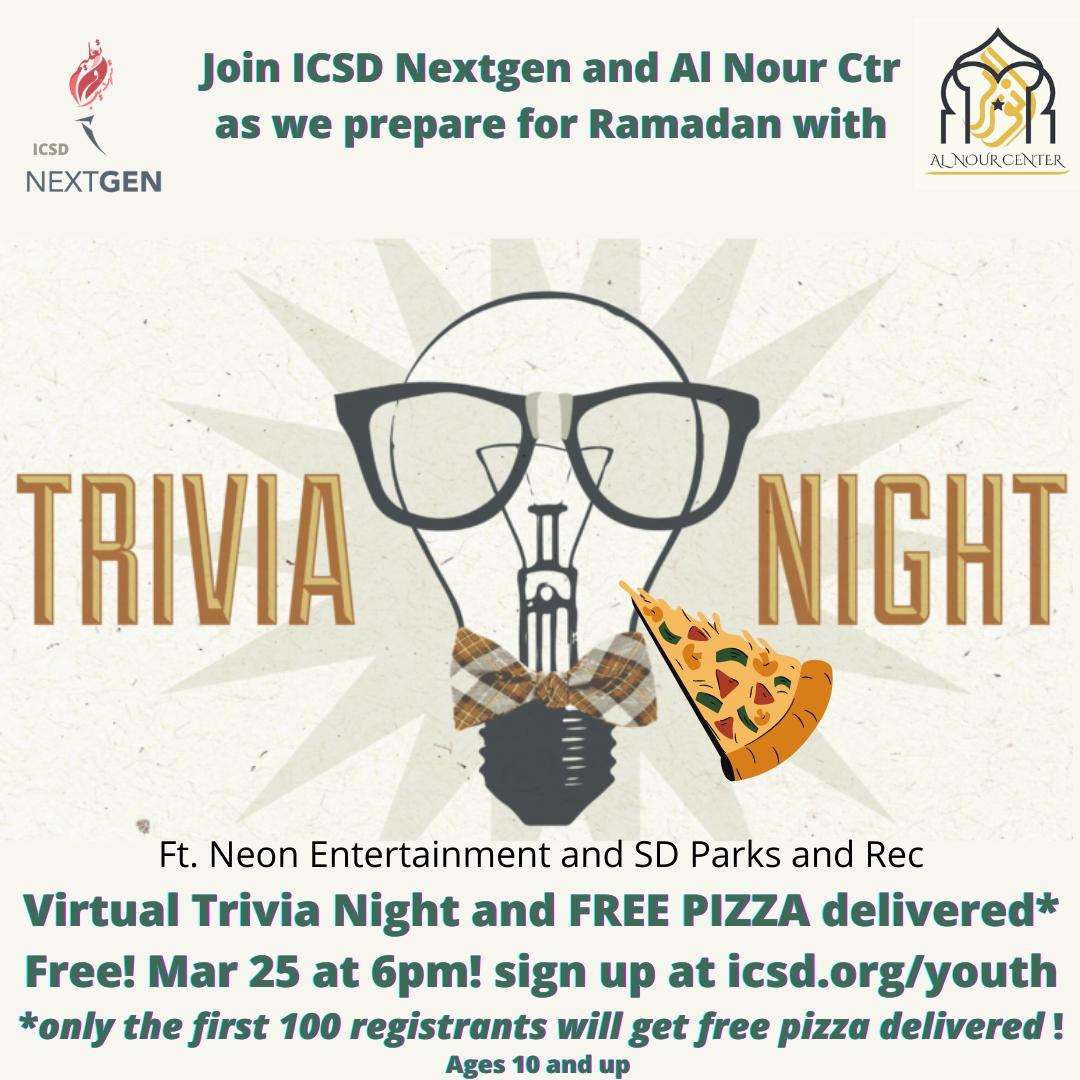 Join ICSD Nextgen and Al Nour Ctr
as we prepare for Ramadan with
ICSD
NEXTGEN
AL NOUR CENTER
TRIVIA NIGHT
Ft. Neon Entertainment and SD Parks and Rec
Virtual Trivia Night and FREE PIZZA delivered*
Free! Mar 25 at 6pm! sign up at icsd.org/youth
*only the first 100 registrants will get free pizza delivered !
Ages 10 and up